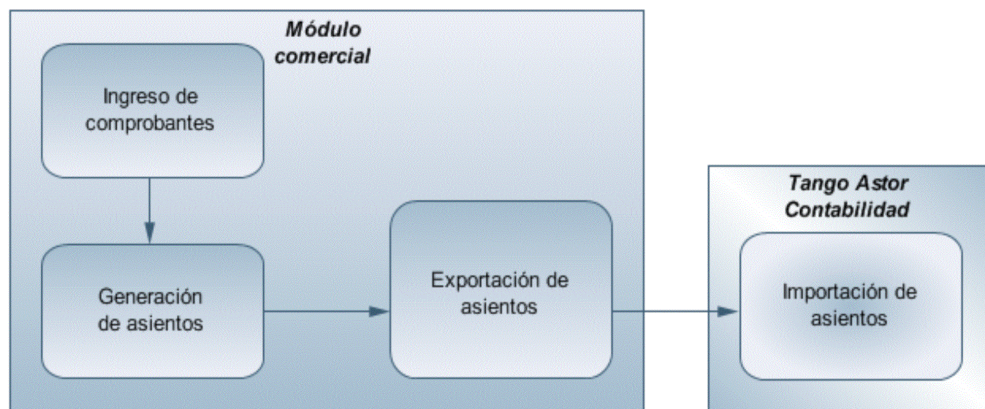 Módulo
comercial
Ingreso de
comprobantes
Generación
de asientos
Exportación de
asientos
Tango Astor
Contabilidad
Importación de
asientos